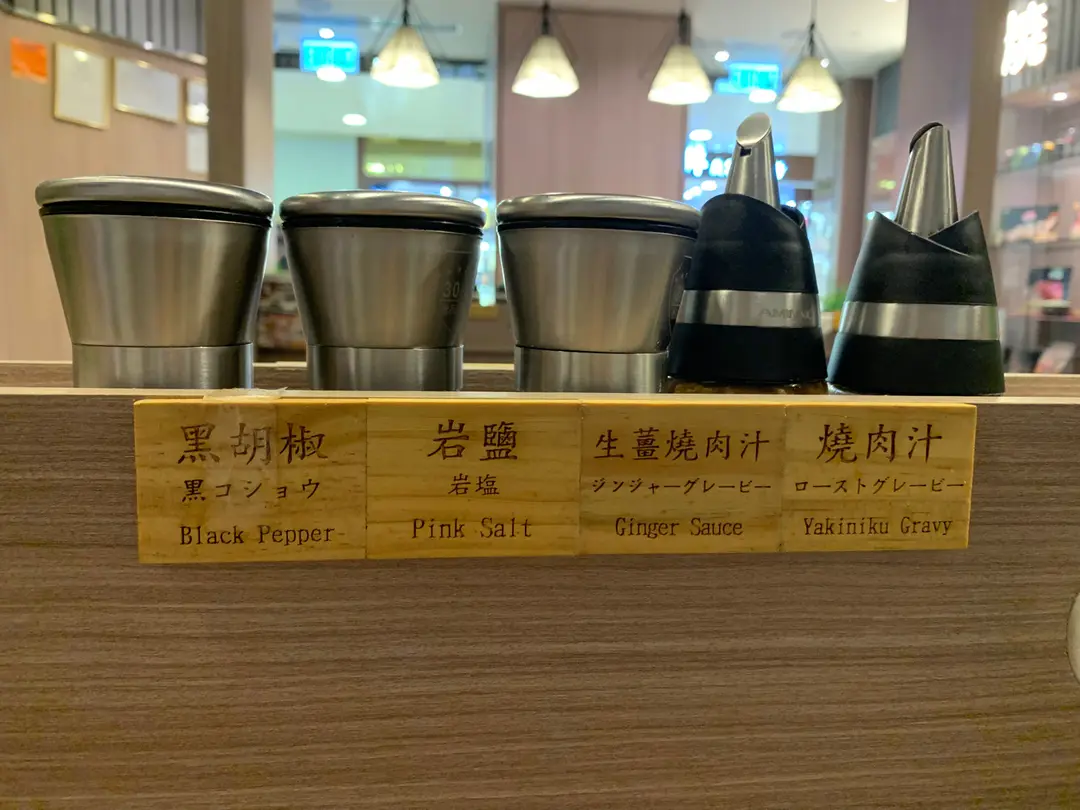 30
黑胡椒
黒コショウ
Black Pepper
岩鹽
岩塩
Pink Salt
生薑燒肉汁
ジンジャーグレービー
Ginger Sauce
燒肉汁
ローストグレービー
Yakiniku Gravy